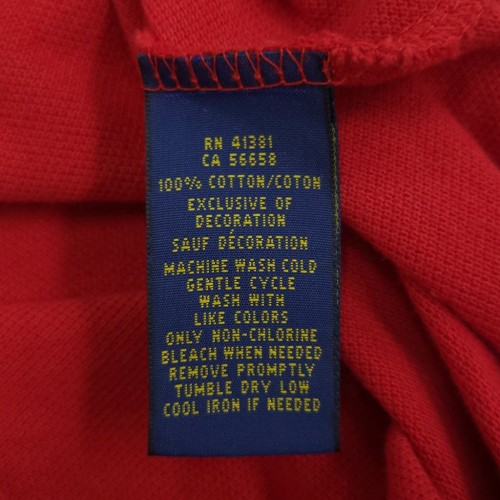 RN 41381
CA 56658
100% COTTON/COTON
EXCLUSIVE OF
DECORATION
SAUF DÉCORATION
MACHINE WASH COLD
GENTLE CYCLE
WASH WITH
LIKE COLORS
ONLY NON-CHLORINE
BLEACH WHEN NEEDED
REMOVE PROMPTLY
TUMBLE DRY LOW
COOL IRON IF NEEDED